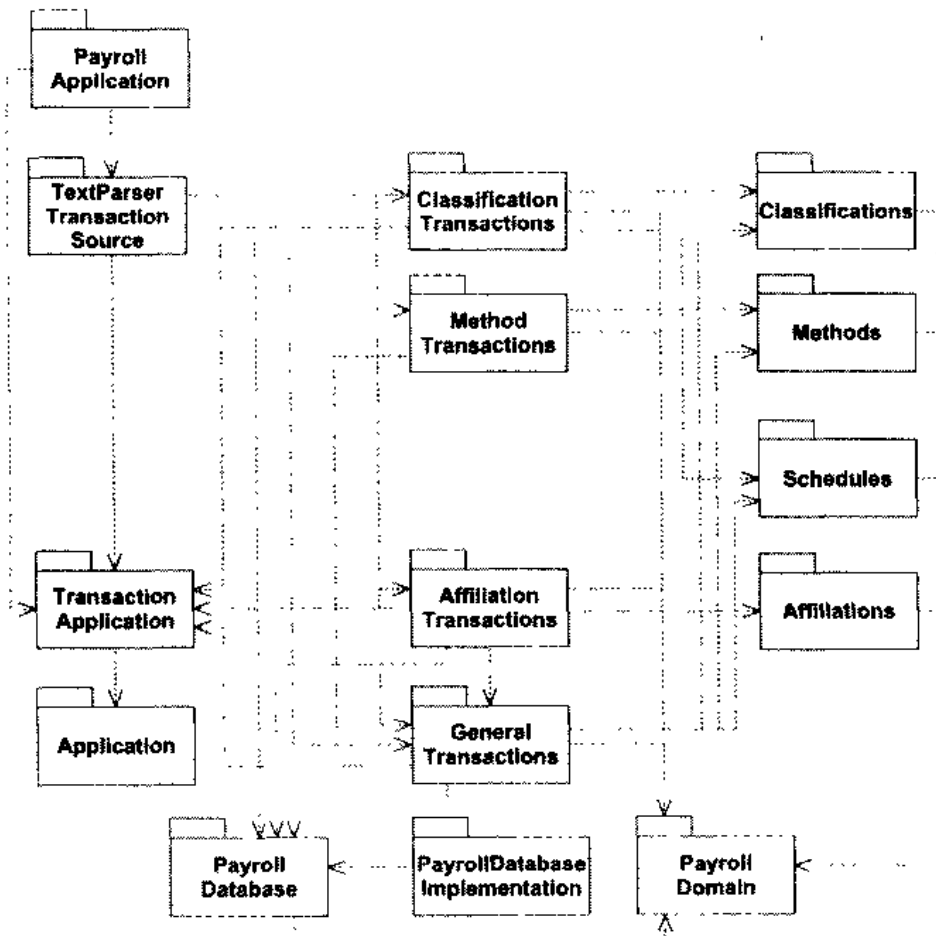 Payroll
Application
TextParser
Transaction
Source
Classification
Transactions
Classifications
Method
Transactions
Methods
Schedules
Transaction
Application
Affiliation
Transactions
Affiliations
Application
General
Transactions
Payroll
Database
PayrollDatabase
Implementation
Payroll
Domain